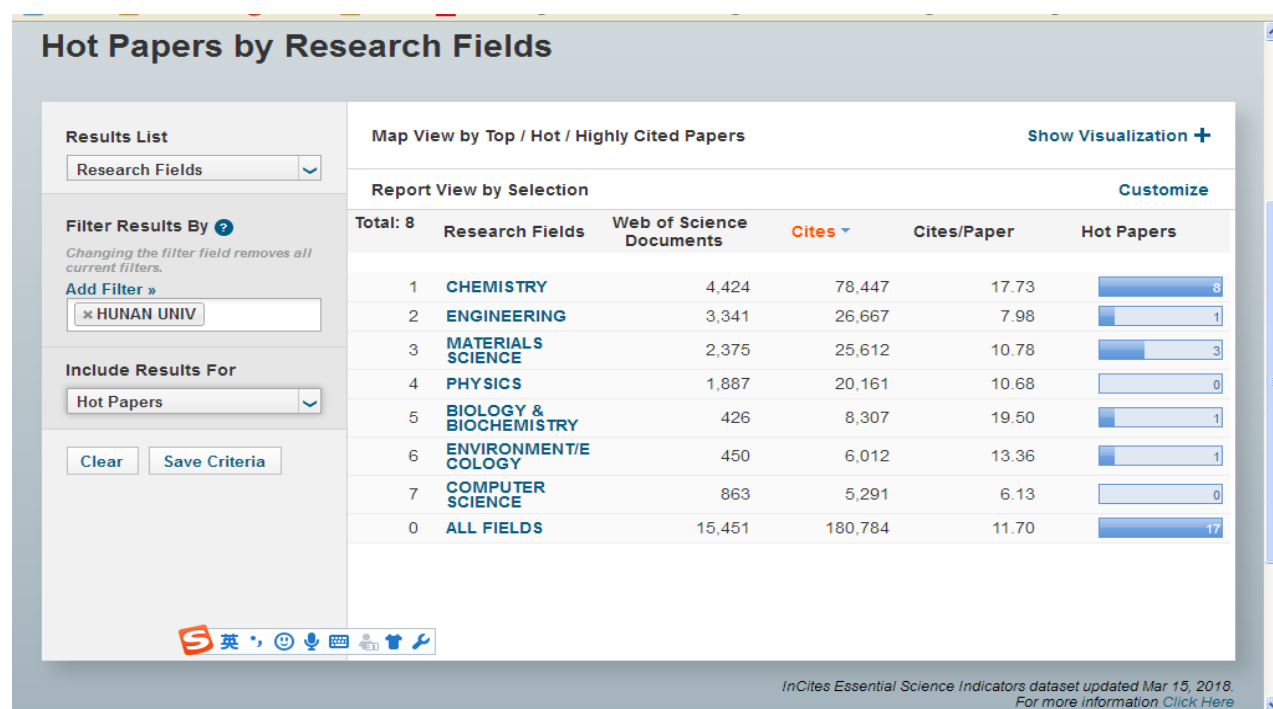 Hot Papers by Research Fields
Results List
Research Fields
Filter Results By ?
Changing the filter field removes all
current filters.
Add Filter »
× HUNAN UNIV
Include Results For
Hot Papers
Clear Save Criteria
Map View by Top / Hot / Highly Cited Papers Show Visualization +
Report View by Selection Customize
Total: 8 Research Fields Web of Science Documents Cites Cites/Paper Hot Papers
1 CHEMISTRY 4,424 78,447 17.73 8
2 ENGINEERING 3,341 26,667 7.98 1
3 MATERIALS SCIENCE 2,375 25,612 10.78 3
4 PHYSICS 1,887 20,161 10.68 0
5 BIOLOGY & BIOCHEMISTRY 426 8,307 19.50 1
6 ENVIRONMENT/ECOLOGY 450 6,012 13.36 1
7 COMPUTER SCIENCE 863 5,291 6.13 0
0 ALL FIELDS 15,451 180,784 11.70 17
S 英
InCites Essential Science Indicators dataset updated Mar 15, 2018.
For more information Click Here